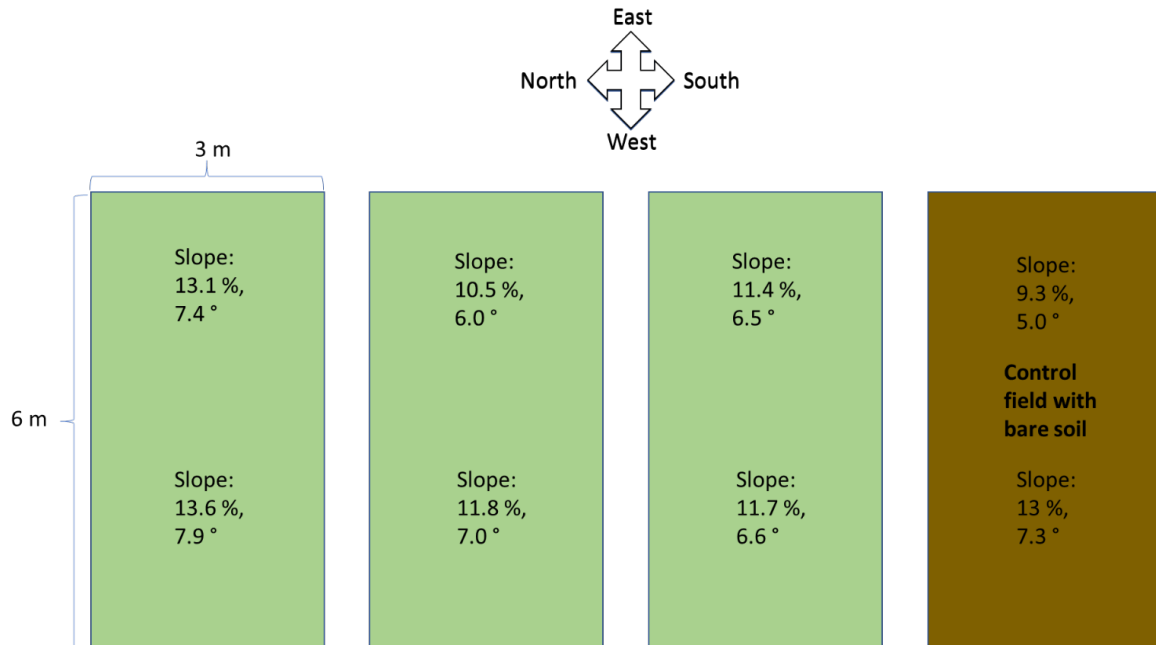 East
North
South
West
3 m
6 m
Slope:
13.1 %,
7.4 °
Slope:
10.5 %,
6.0 °
Slope:
11.4 %,
6.5 °
Slope:
9.3 %,
5.0 °
Control
field with
bare soil
Slope:
13.6 %,
7.9 °
Slope:
11.8 %,
7.0 °
Slope:
11.7 %,
6.6 °
Slope:
13 %,
7.3 °